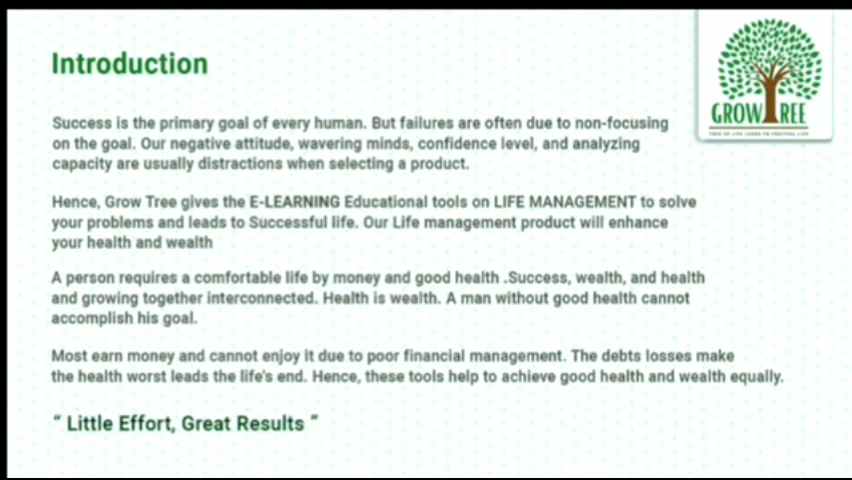 Introduction
GROW TREE
Success is the primary goal of every human. But failures are often due to non-focusing
on the goal. Our negative attitude, wavering minds, confidence level, and analyzing
capacity are usually distractions when selecting a product.
Hence, Grow Tree gives the E-LEARNING Educational tools on LIFE MANAGEMENT to solve
your problems and leads to Successful life. Our Life management product will enhance
your health and wealth
A person requires a comfortable life by money and good health .Success, wealth, and health
and growing together interconnected. Health is wealth. A man without good health cannot
accomplish his goal.
Most earn money and cannot enjoy it due to poor financial management. The debts losses make
the health worst leads the life's end. Hence, these tools help to achieve good health and wealth equally.
“ Little Effort, Great Results ”